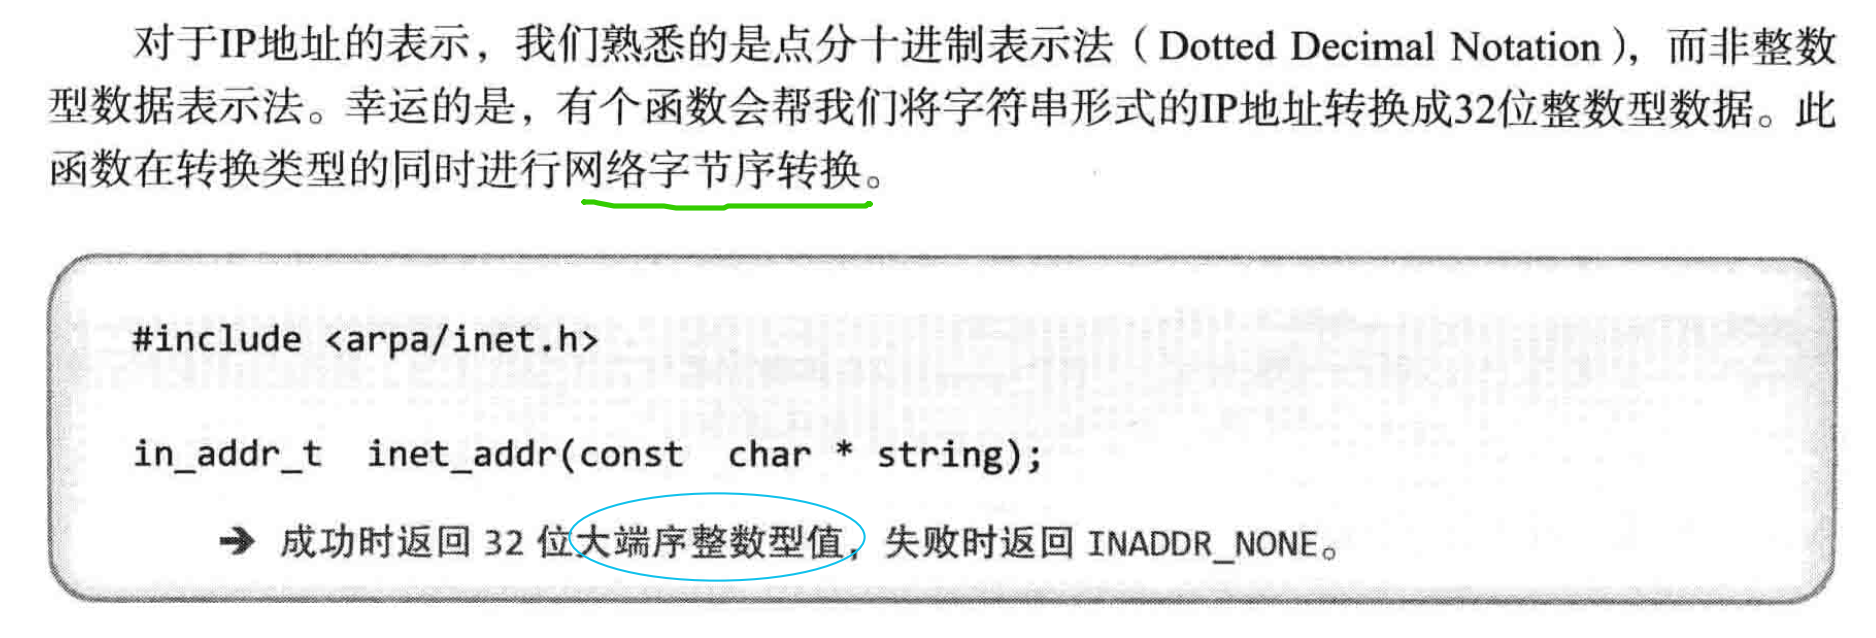 对于IP地址的表示，我们熟悉的是点分十进制表示法（Dotted Decimal Notation），而非整数
型数据表示法。幸运的是，有个函数会帮我们将字符串形式的IP地址转换成32位整数型数据。此
函数在转换类型的同时进行网络字节序转换。
#include <arpa/inet.h>
in_addr_t  inet_addr(const  char * string);
➔ 成功时返回 32 位大端序整数型值，失败时返回 INADDR_NONE。